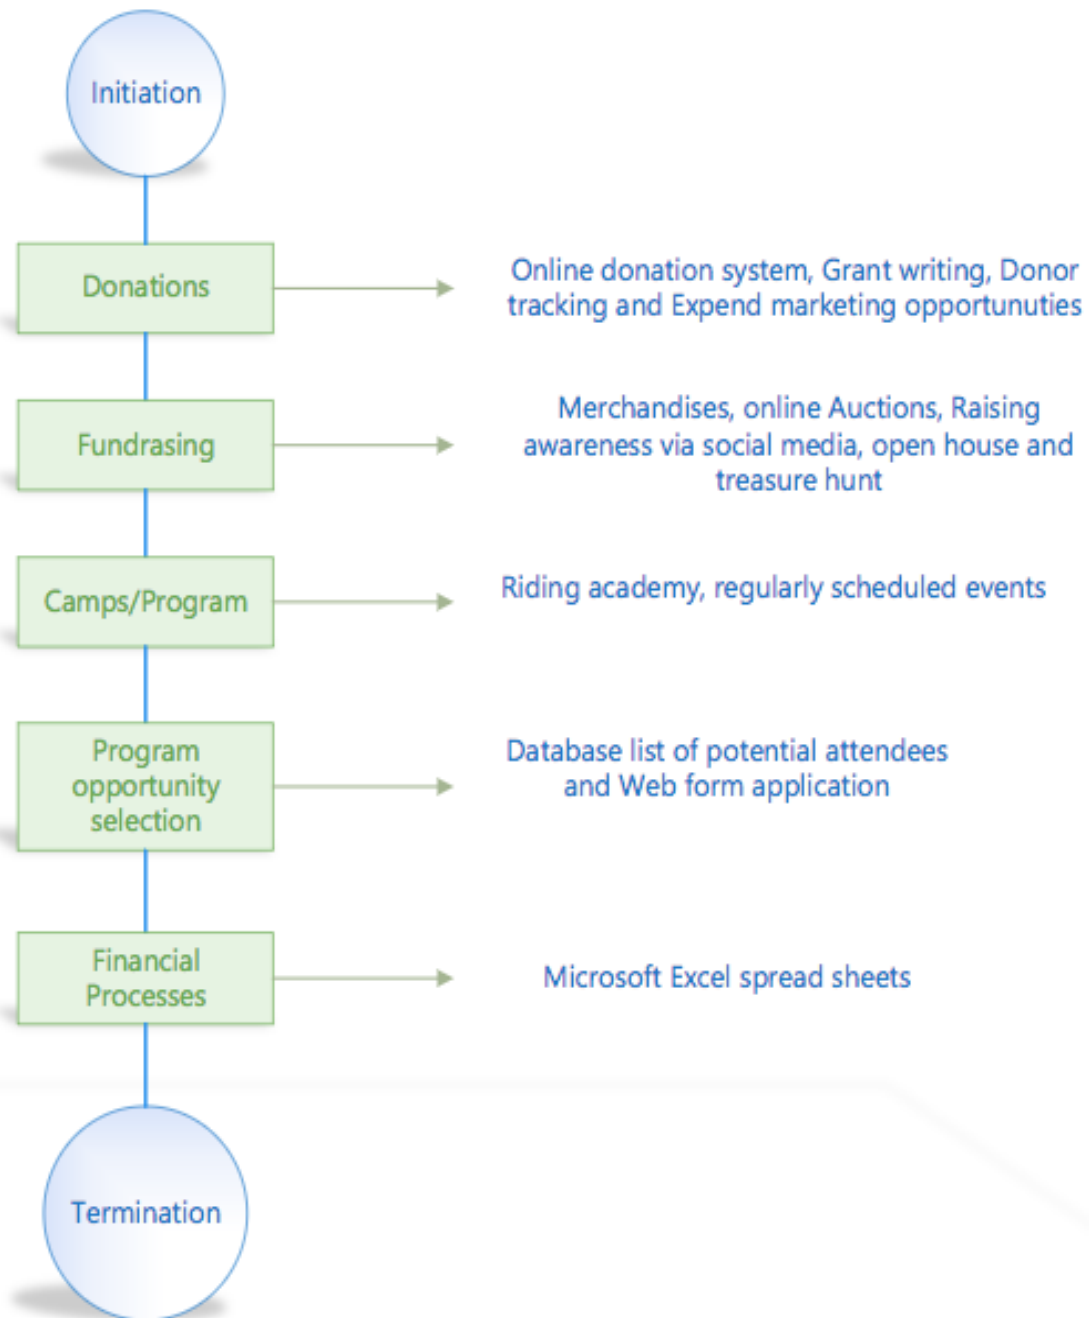 Initiation
Donations
Online donation system, Grant writing, Donor
tracking and Expend marketing opportunuties
Fundrasing
Merchandises, online Auctions, Raising
awareness via social media, open house and
treasure hunt
Camps/Program
Riding academy, regularly scheduled events
Program
opportunity
selection
Database list of potential attendees
and Web form application
Financial
Processes
Microsoft Excel spread sheets
Termination